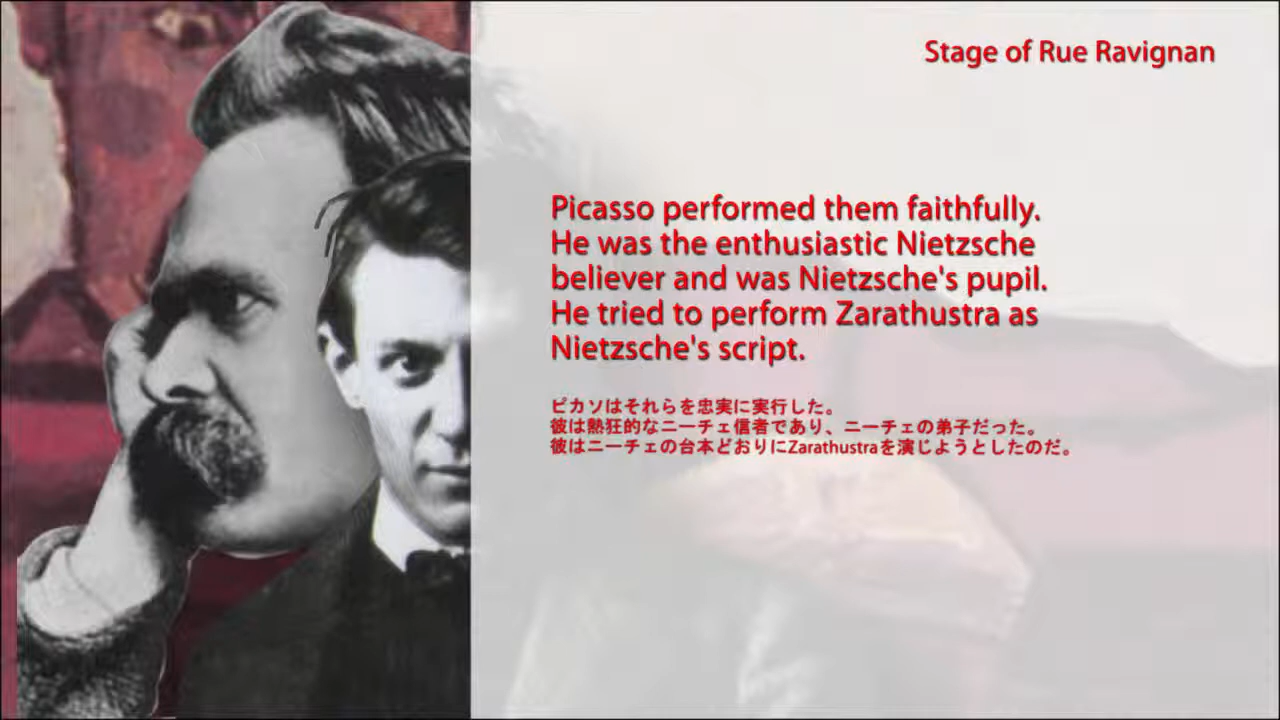 Stage of Rue Ravignan
Picasso performed them faithfully.
He was the enthusiastic Nietzsche
believer and was Nietzsche's pupil.
He tried to perform Zarathustra as
Nietzsche's script.
ピカソはそれらを忠実に実行した。
彼は熱狂的なニーチェ信者であり、ニーチェの弟子だった。
彼はニーチェの台本どおりにZarathustraを演じようとしたのだ。